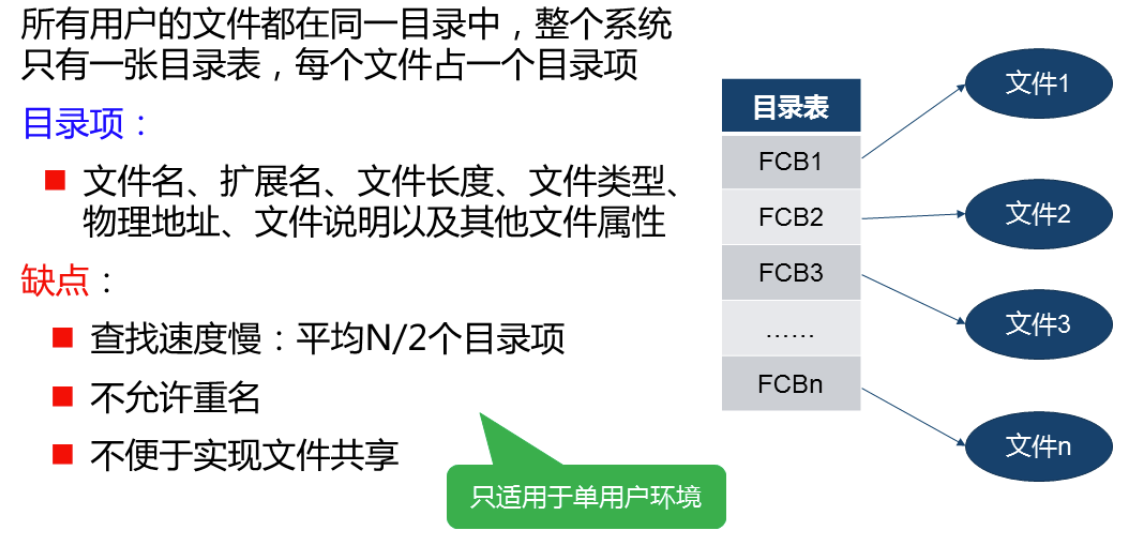 所有用户的文件都在同一目录中，整个系统
只有一张目录表，每个文件占一个目录项
目录项：
文件名、扩展名、文件长度、文件类型、
物理地址、文件说明以及其他文件属性
缺点：
查找速度慢：平均N/2个目录项
不允许重名
不便于实现文件共享
只适用于单用户环境
目录表
FCB1
FCB2
FCB3
……
FCBn
文件1
文件2
文件3
文件n